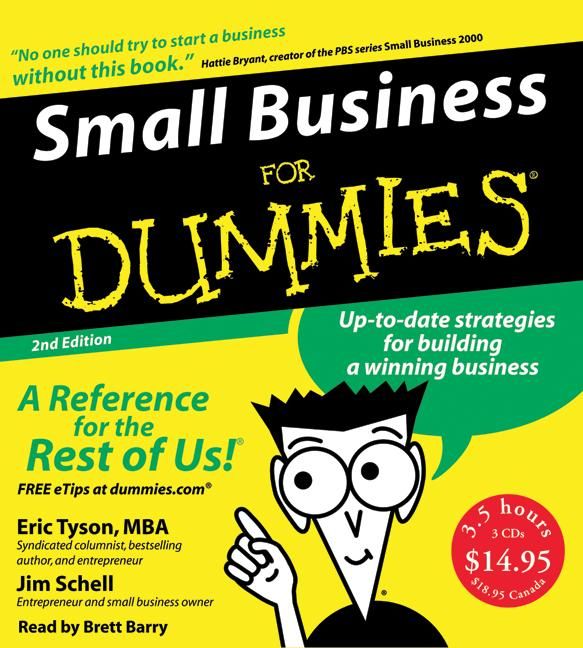 “No one should try to start a business
without this book.” Hattie Bryant, creator of the PBS series Small Business 2000
Small Business
FOR
DUMMIES®
2nd Edition
Up-to-date strategies
for building
a winning business
A Reference
for the
Rest of Us!®
FREE eTips at dummies.com®
Eric Tyson, MBA
Syndicated columnist, bestselling
author, and entrepreneur
Jim Schell
Entrepreneur and small business owner
Read by Brett Barry
®
3.5 hours
3 CDs
$14.95
$18.95 Canada